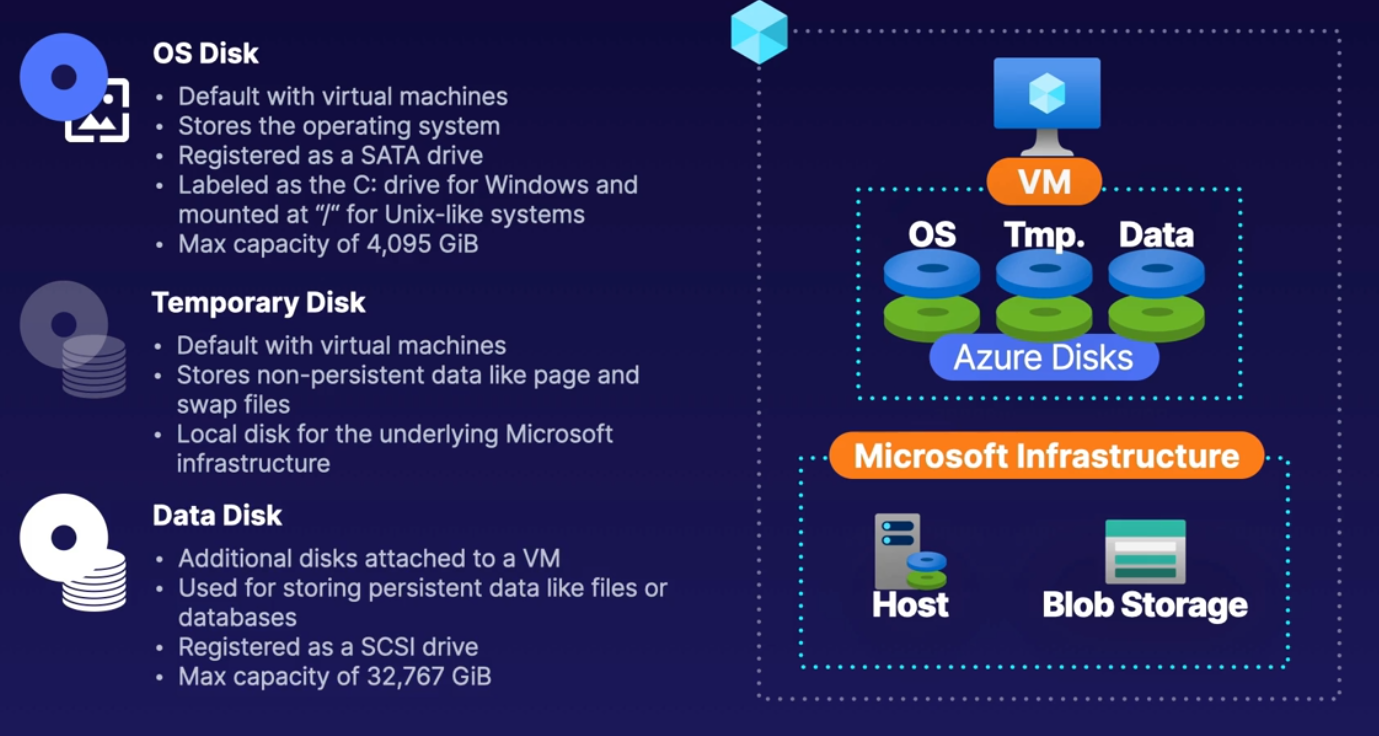 OS Disk
• Default with virtual machines
• Stores the operating system
• Registered as a SATA drive
• Labeled as the C: drive for Windows and
mounted at “/“ for Unix-like systems
• Max capacity of 4,095 GiB
Temporary Disk
• Default with virtual machines
• Stores non-persistent data like page and
swap files
• Local disk for the underlying Microsoft
infrastructure
Data Disk
• Additional disks attached to a VM
• Used for storing persistent data like files or
databases
• Registered as a SCSI drive
• Max capacity of 32,767 GiB
VM
OS Tmp. Data
Azure Disks
Microsoft Infrastructure
Host Blob Storage